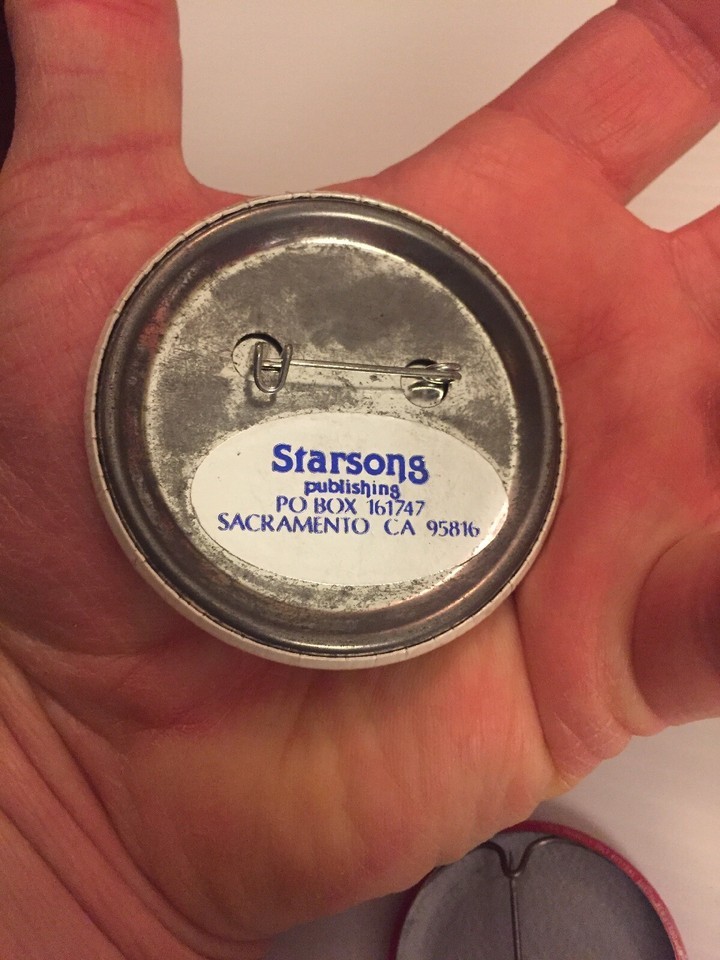 Starsong
publishing
PO BOX 161747
SACRAMENTO CA 95816